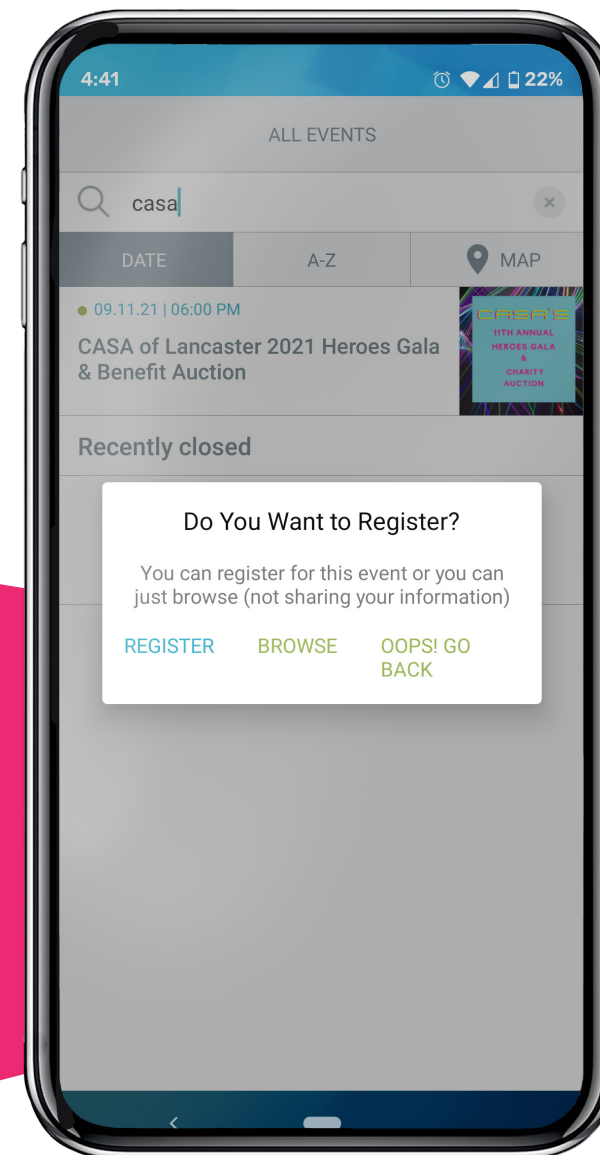 4:41
22%
ALL EVENTS
casa
DATE
A-Z
MAP
09.11.21 | 06:00 PM
CASA of Lancaster 2021 Heroes Gala
& Benefit Auction
CASA'S
11TH ANNUAL
HEROES GALA
&
CHARITY
AUCTION
Recently closed
Do You Want to Register?
You can register for this event or you can
just browse (not sharing your information)
REGISTER
BROWSE
OOPS! GO
BACK